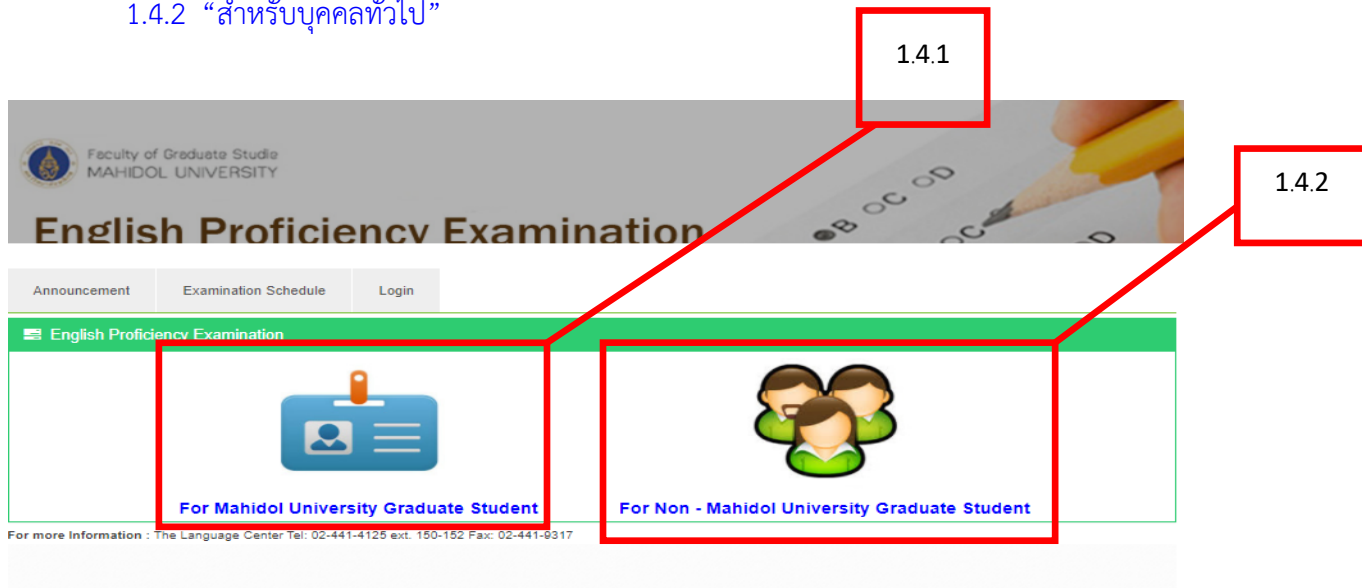 1.4.2 “สำหรับบุคคลทั่วไป”
1.4.1
1.4.2
Faculty of Graduate Studie
MAHIDOL UNIVERSITY
English Proficiency Examination
B C D
Announcement Examination Schedule Login
English Proficiency Examination
For Mahidol University Graduate Student For Non - Mahidol University Graduate Student
For more Information : The Language Center Tel: 02-441-4125 ext. 150-152 Fax: 02-441-9317